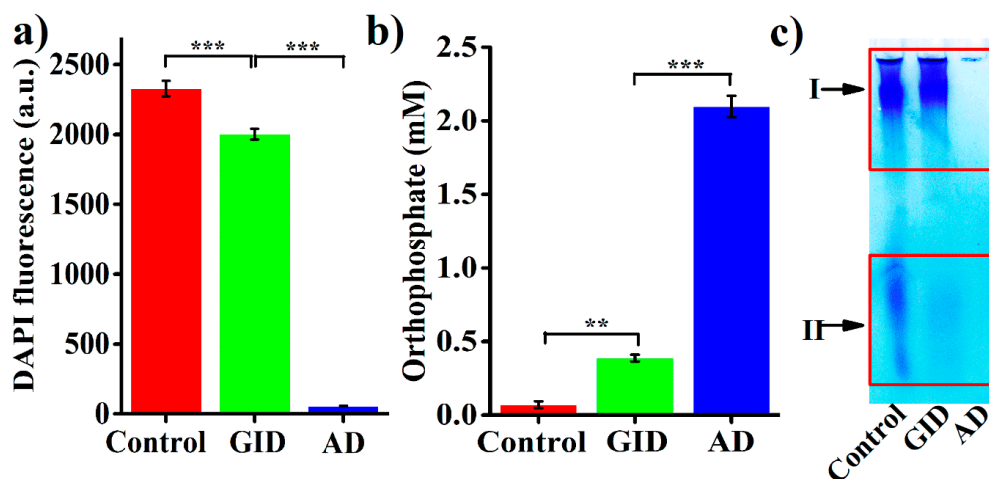 a)
DAPI fluorescence (a.u.)
2500
2000
1500
1000
500
0
*** ***
Control GID AD
b)
Orthophosphate (mM)
2.5
2.0
1.5
1.0
0.5
0.0
***
**
Control GID AD
c)
I
II
Control GID AD